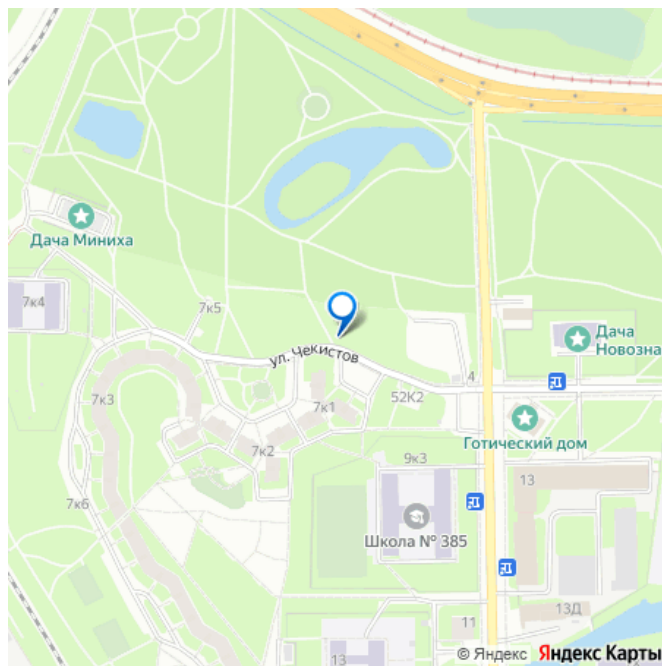 Дача Миниха
7к4
7к5
ул. Чекистов
Дача
Новозна
4
7к3
7к1
52К2
Готический дом
7к2
9к3
13
7к6
Школа № 385
13Д
11
13
© Яндекс Яндекс Карты